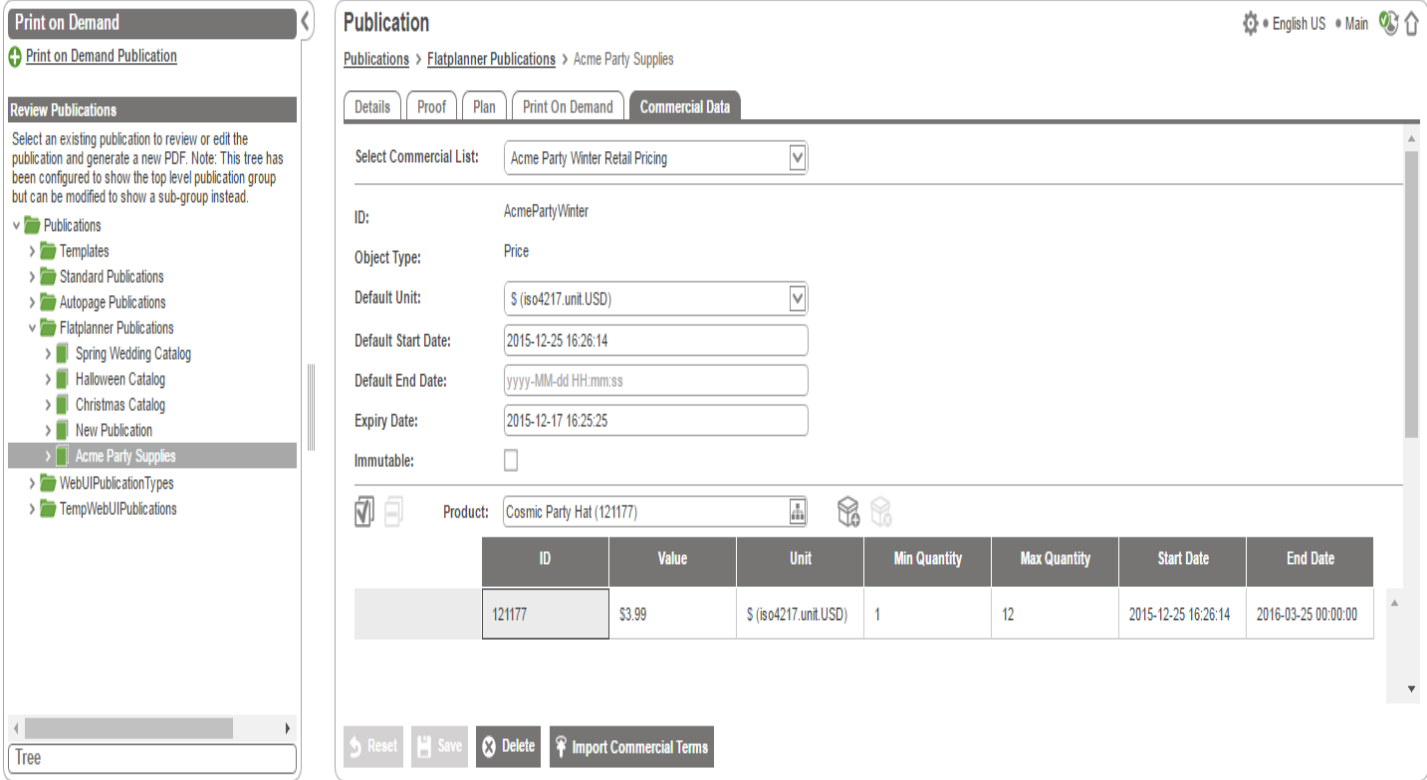 Print on Demand
Print on Demand Publication
Review Publications
Select an existing publication to review or edit the
publication and generate a new PDF. Note: This tree has
been configured to show the top level publication group
but can be modified to show a sub-group instead.
Publications
Templates
Standard Publications
Autopage Publications
Flatplanner Publications
Spring Wedding Catalog
Halloween Catalog
Christmas Catalog
New Publication
Acme Party Supplies
WebUIPublicationTypes
TempWebUIPublications
Tree
Publication
English US Main
Publications > Flatplanner Publications > Acme Party Supplies
Details Proof Plan Print On Demand Commercial Data
Select Commercial List: Acme Party Winter Retail Pricing
ID: AcmePartyWinter
Object Type: Price
Default Unit: $ (iso4217.unit.USD)
Default Start Date: 2015-12-25 16:26:14
Default End Date: yyyy-MM-dd HH:mm:ss
Expiry Date: 2015-12-17 16:25:25
Immutable:
Product: Cosmic Party Hat (121177)
ID Value Unit Min Quantity Max Quantity Start Date End Date
121177 $3.99 $ (iso4217.unit.USD) 1 12 2015-12-25 16:26:14 2016-03-25 00:00:00
Reset Save Delete Import Commercial Terms